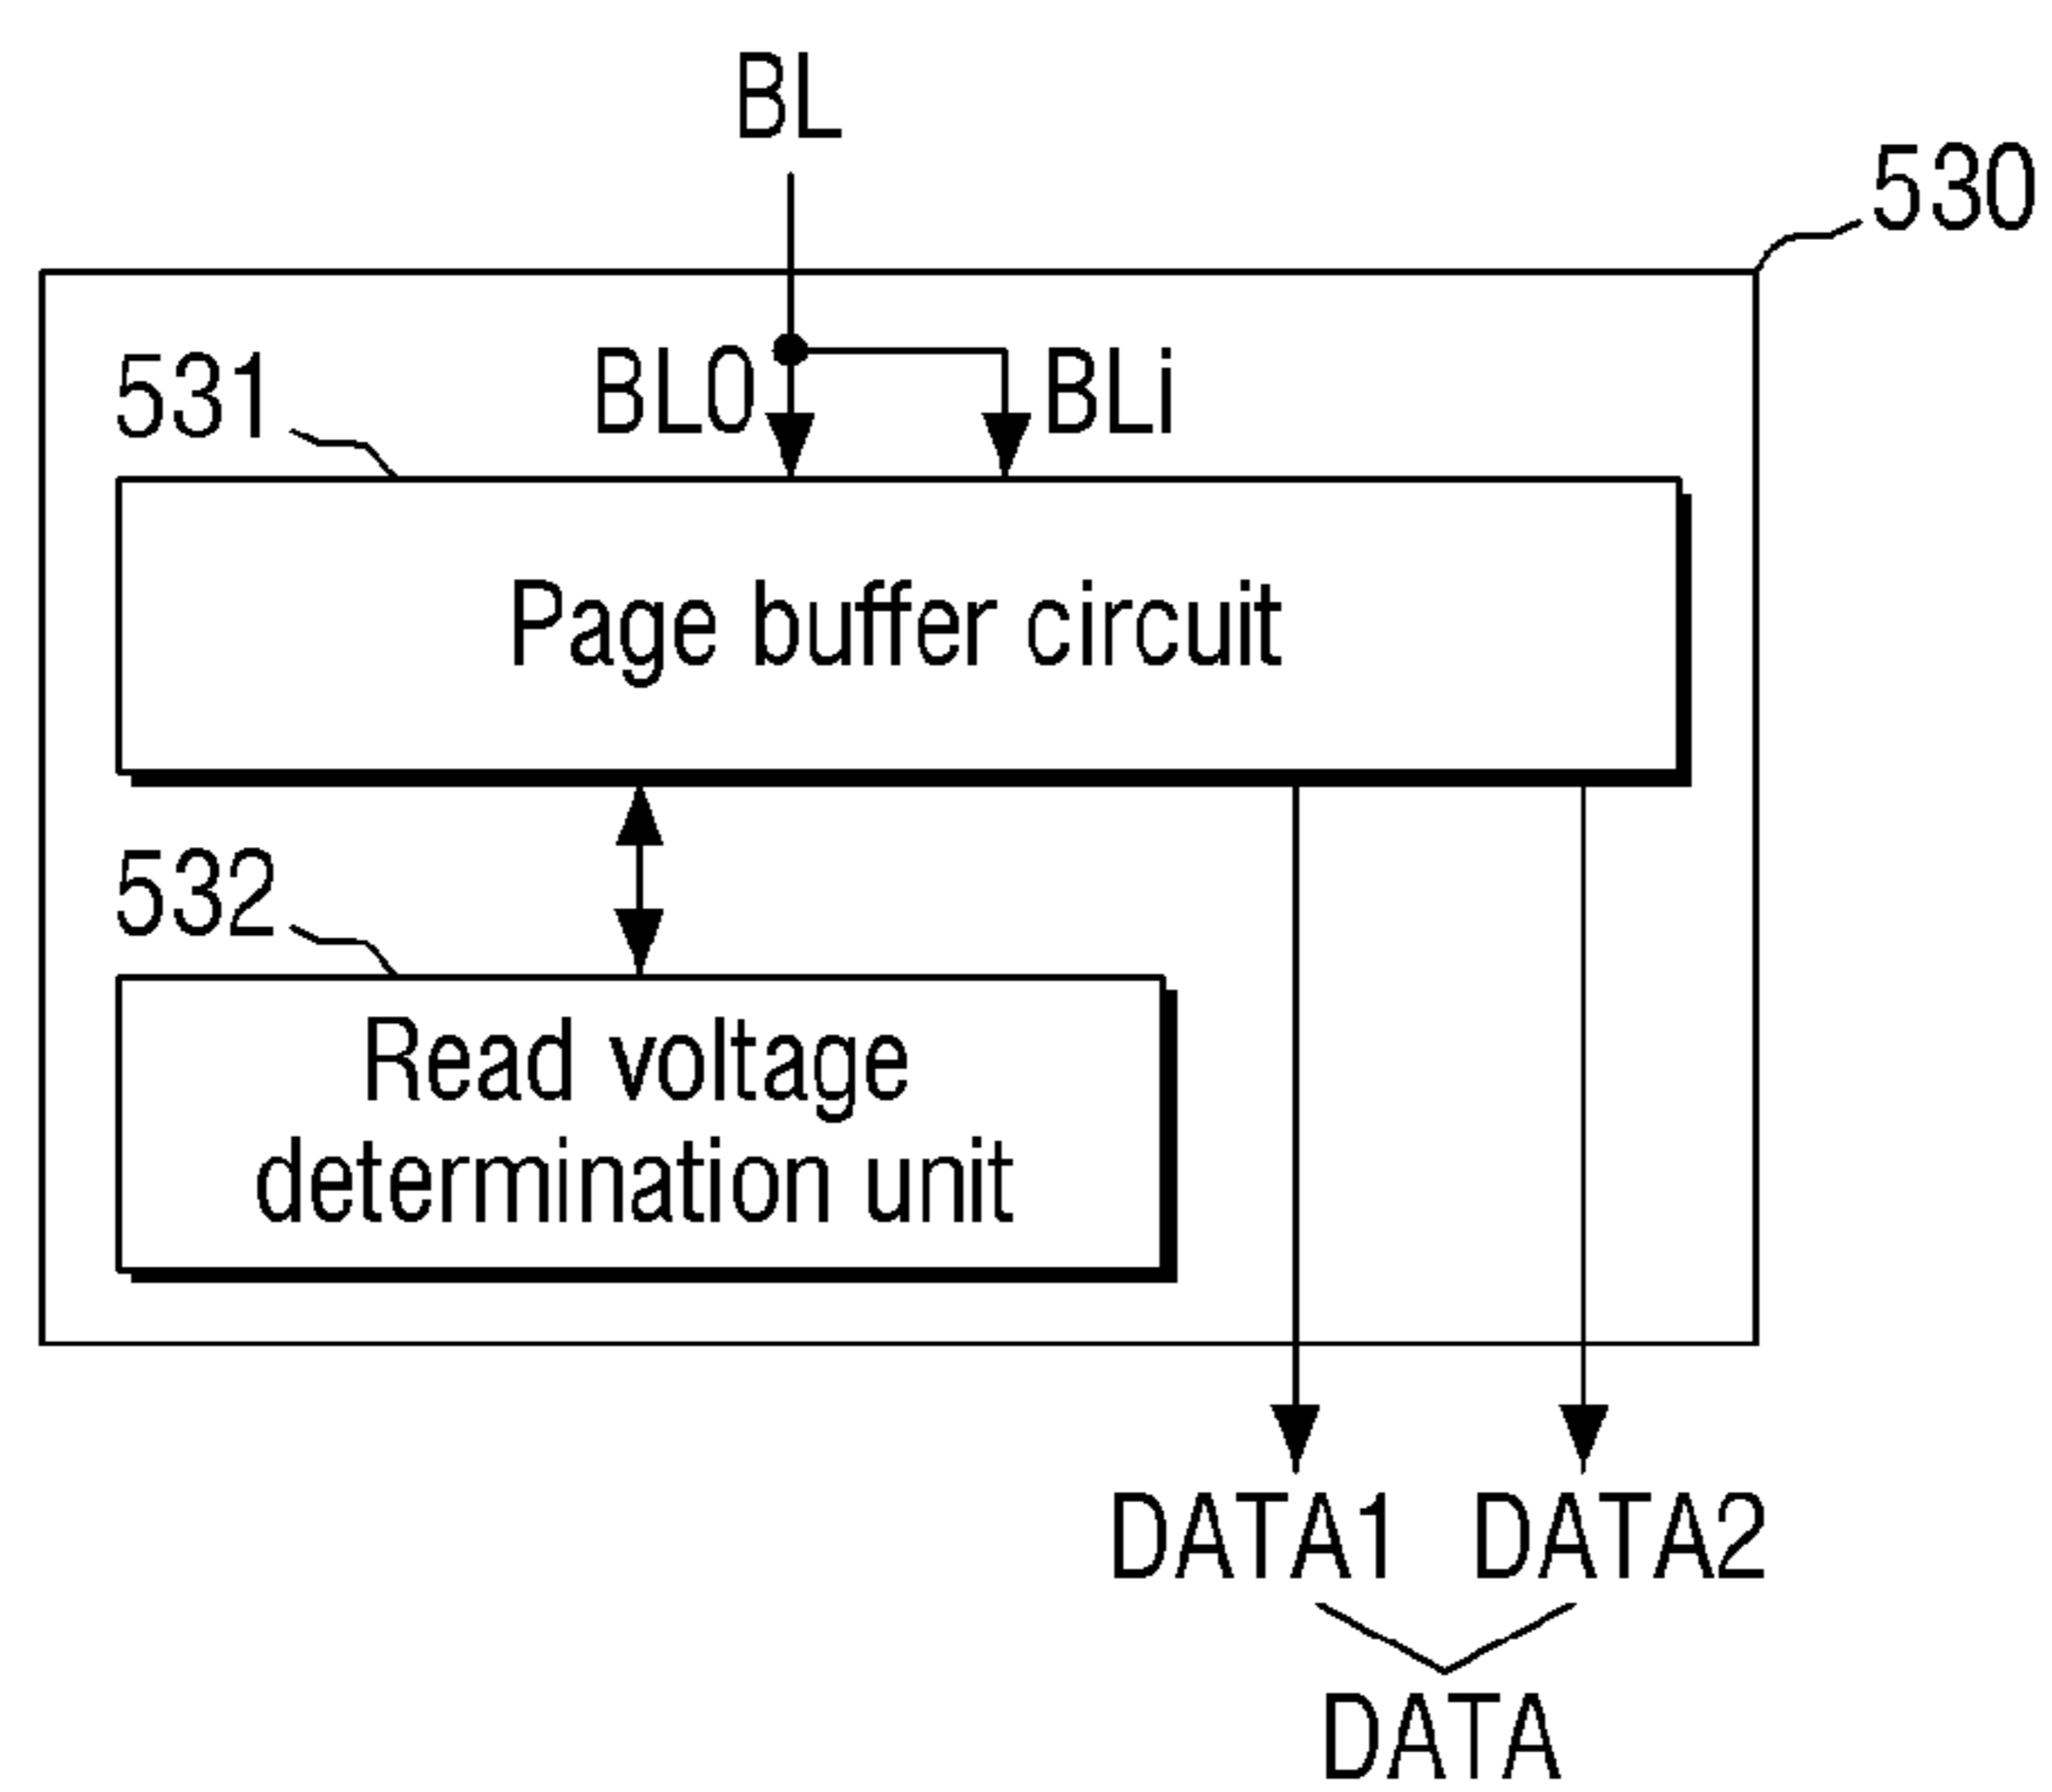 BL
530
531
BL0
BLi
Page buffer circuit
532
Read voltage
determination unit
DATA1
DATA2
DATA